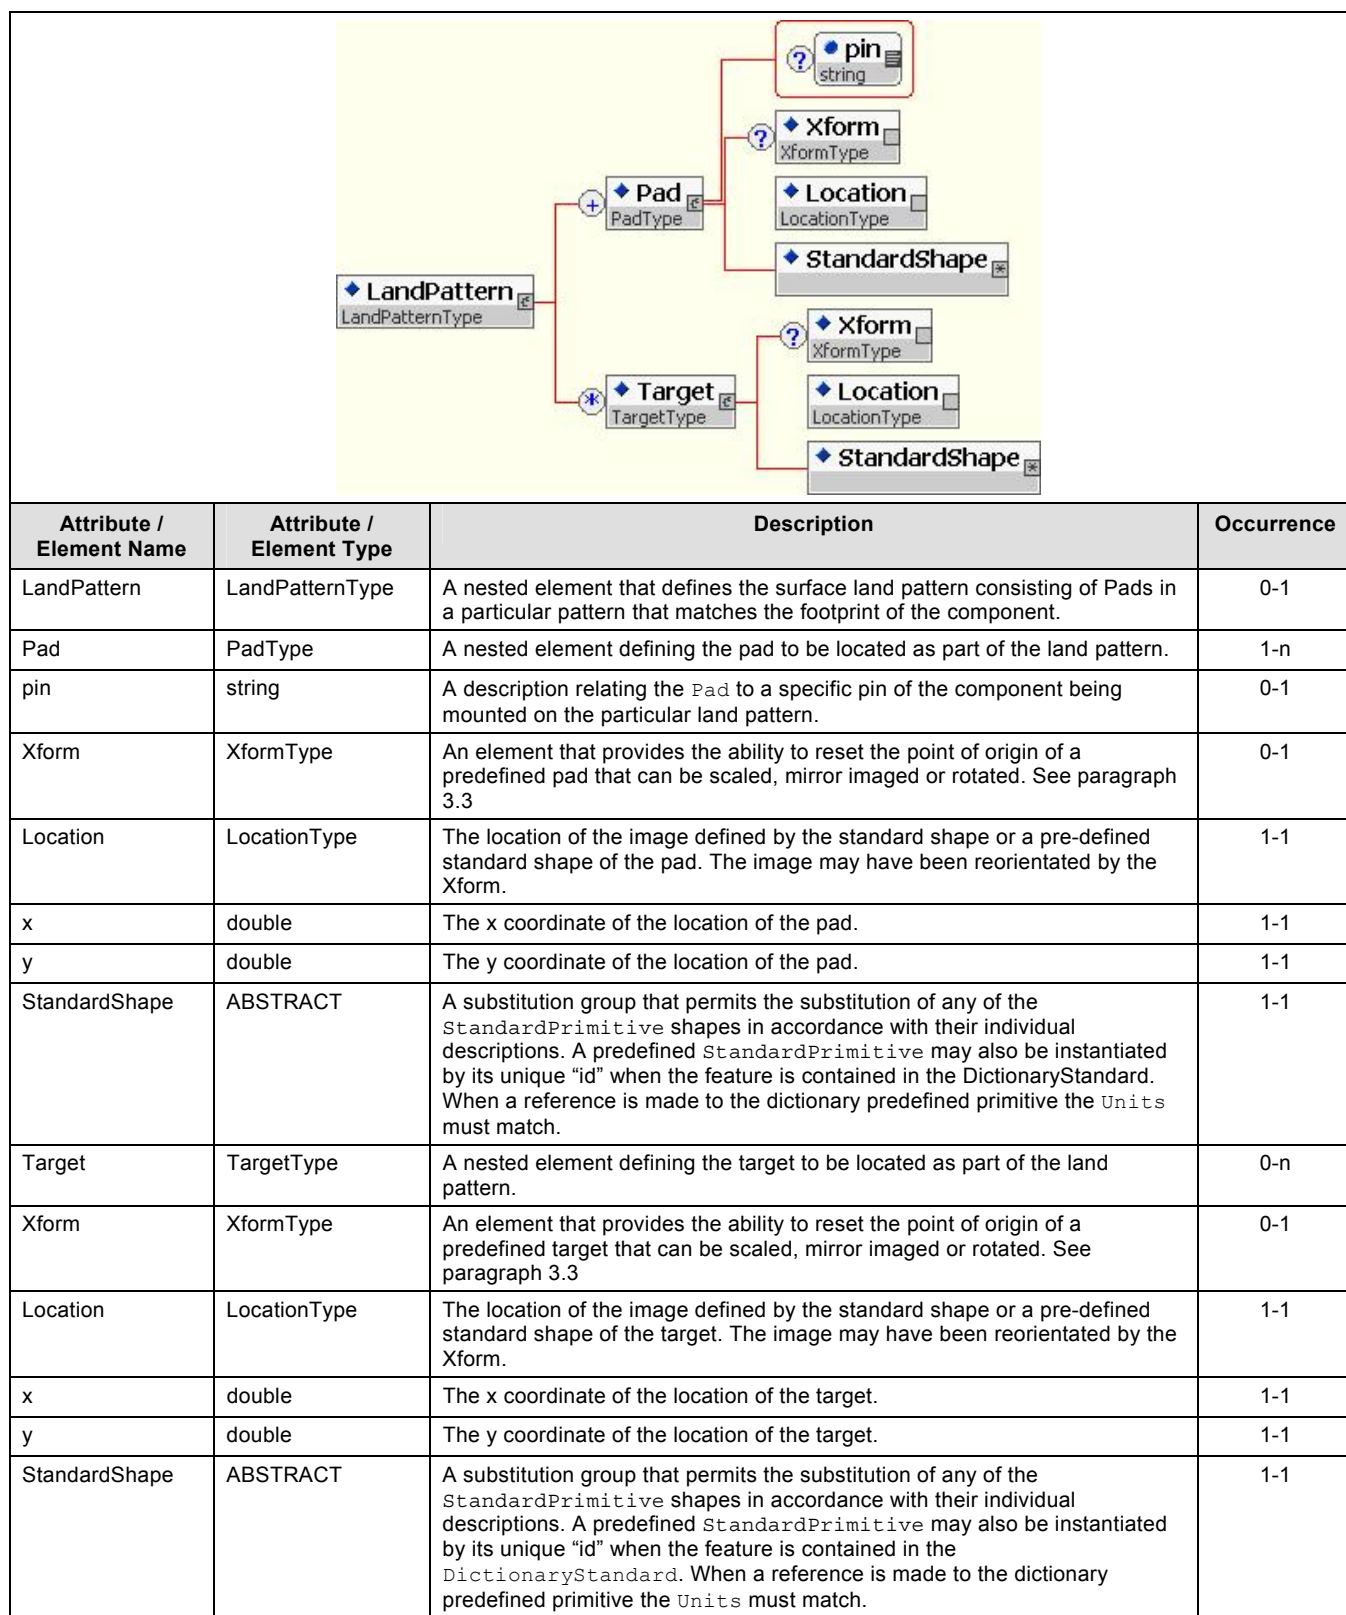 ? pin
string
? Xform
XformType
+ Pad
PadType
Location
LocationType
StandardShape
LandPattern
LandPatternType
? Xform
XformType
* Target
TargetType
Location
LocationType
StandardShape
Attribute / Element Name Attribute / Element Type Description Occurrence
LandPattern LandPatternType A nested element that defines the surface land pattern consisting of Pads in 0-1
a particular pattern that matches the footprint of the component.
Pad PadType A nested element defining the pad to be located as part of the land pattern. 1-n
pin string A description relating the Pad to a specific pin of the component being 0-1
mounted on the particular land pattern.
Xform XformType An element that provides the ability to reset the point of origin of a 0-1
predefined pad that can be scaled, mirror imaged or rotated. See paragraph
3.3
Location LocationType The location of the image defined by the standard shape or a pre-defined 1-1
standard shape of the pad. The image may have been reorientated by the
Xform.
x double The x coordinate of the location of the pad. 1-1
y double The y coordinate of the location of the pad. 1-1
StandardShape ABSTRACT A substitution group that permits the substitution of any of the 1-1
StandardPrimitive shapes in accordance with their individual
descriptions. A predefined StandardPrimitive may also be instantiated
by its unique “id” when the feature is contained in the DictionaryStandard.
When a reference is made to the dictionary predefined primitive the Units
must match.
Target TargetType A nested element defining the target to be located as part of the land 0-n
pattern.
Xform XformType An element that provides the ability to reset the point of origin of a 0-1
predefined target that can be scaled, mirror imaged or rotated. See
paragraph 3.3
Location LocationType The location of the image defined by the standard shape or a pre-defined 1-1
standard shape of the target. The image may have been reorientated by the
Xform.
x double The x coordinate of the location of the target. 1-1
y double The y coordinate of the location of the target. 1-1
StandardShape ABSTRACT A substitution group that permits the substitution of any of the 1-1
StandardPrimitive shapes in accordance with their individual
descriptions. A predefined StandardPrimitive may also be instantiated
by its unique “id” when the feature is contained in the
DictionaryStandard. When a reference is made to the dictionary
predefined primitive the Units must match.